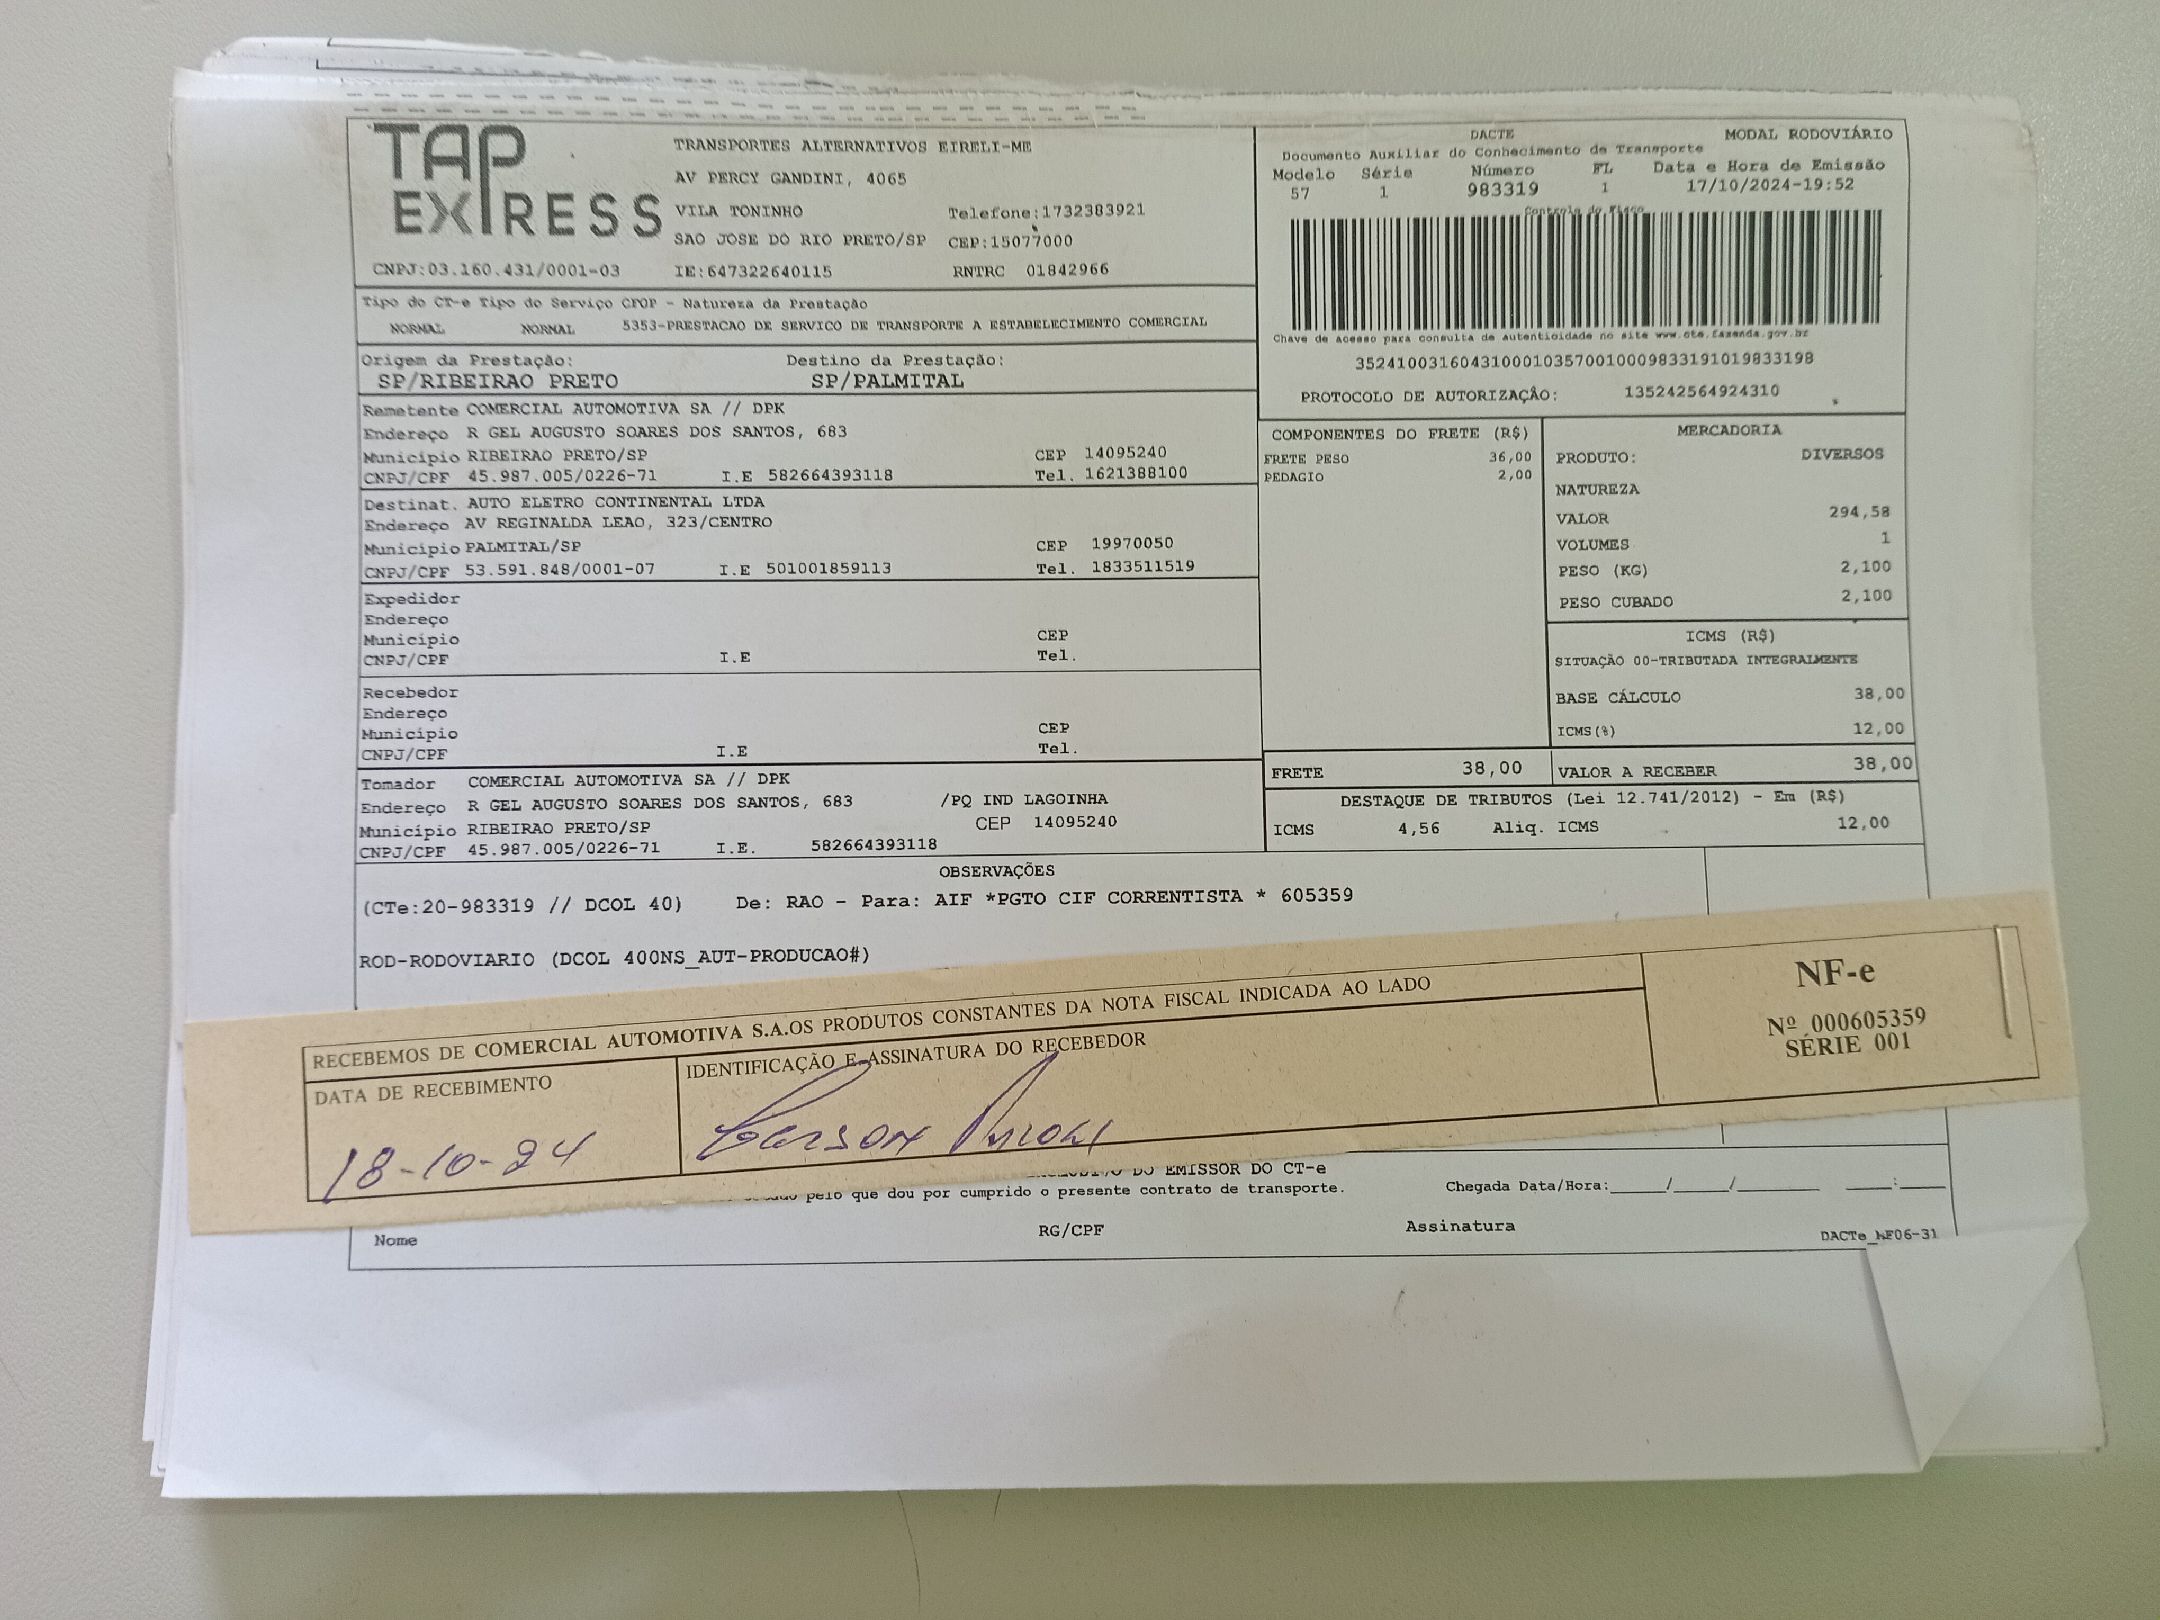 TAP EXPRESS
TRANSPORTES ALTERNATIVOS EIRELI-ME
AV PERCY GANDINI, 4065
VILA TONINHO Telefone:1732383921
SAO JOSE DO RIO PRETO/SP CEP:15077000
CNPJ:03.160.431/0001-03 IE:647322640115 RNTRC 01842966
DACTE MODAL RODOVIÁRIO
Documento Auxiliar do Conhecimento de Transporte
Modelo Série Número FL Data e Hora de Emissão
57 1 983319 1 17/10/2024-19:52
Controle do Fisco
Chave de acesso para consulta de autenticidade no site www.cte.fazenda.gov.br
35241003160431000103570010009833191019833198
PROTOCOLO DE AUTORIZAÇÂO: 135242564924310
Tipo do CT-e Tipo do Serviço CFOP - Natureza da Prestação
NORMAL NORMAL 5353-PRESTACAO DE SERVICO DE TRANSPORTE A ESTABELECIMENTO COMERCIAL
Origem da Prestação: Destino da Prestação:
SP/RIBEIRAO PRETO SP/PALMITAL
Remetente COMERCIAL AUTOMOTIVA SA // DPK
Endereço R GEL AUGUSTO SOARES DOS SANTOS, 683
Município RIBEIRAO PRETO/SP CEP 14095240
CNPJ/CPF 45.987.005/0226-71 I.E 582664393118 Tel. 1621388100
Destinat. AUTO ELETRO CONTINENTAL LTDA
Endereço AV REGINALDA LEAO, 323/CENTRO
Município PALMITAL/SP CEP 19970050
CNPJ/CPF 53.591.848/0001-07 I.E 501001859113 Tel. 1833511519
Expedidor
Endereço
Município CEP
CNPJ/CPF I.E Tel.
Recebedor
Endereço
Município CEP
CNPJ/CPF I.E Tel.
Tomador COMERCIAL AUTOMOTIVA SA // DPK
Endereço R GEL AUGUSTO SOARES DOS SANTOS, 683 /PQ IND LAGOINHA
Município RIBEIRAO PRETO/SP CEP 14095240
CNPJ/CPF 45.987.005/0226-71 I.E. 582664393118
COMPONENTES DO FRETE (R$)
FRETE PESO 36,00
PEDAGIO 2,00
MERCADORIA
PRODUTO: DIVERSOS
NATUREZA
VALOR 294,58
VOLUMES 1
PESO (KG) 2,100
PESO CUBADO 2,100
ICMS (R$)
SITUAÇÃO 00-TRIBUTADA INTEGRALMENTE
BASE CÁLCULO 38,00
ICMS(%) 12,00
FRETE 38,00 VALOR A RECEBER 38,00
DESTAQUE DE TRIBUTOS (Lei 12.741/2012) - Em (R$)
ICMS 4,56 Aliq. ICMS 12,00
OBSERVAÇÕES
(CTe:20-983319 // DCOL 40) De: RAO - Para: AIF *PGTO CIF CORRENTISTA * 605359
ROD-RODOVIARIO (DCOL 400NS_AUT-PRODUCAO#)
RECEBEMOS DE COMERCIAL AUTOMOTIVA S.A.OS PRODUTOS CONSTANTES DA NOTA FISCAL INDICADA AO LADO
DATA DE RECEBIMENTO IDENTIFICAÇÃO E ASSINATURA DO RECEBEDOR
18-10-24
NF-e
Nº 000605359
SÉRIE 001
DO EMISSOR DO CT-e
pelo que dou por cumprido o presente contrato de transporte. Chegada Data/Hora:_____/_____/_______ ____:____
Nome RG/CPF Assinatura DACTe_hF06-31